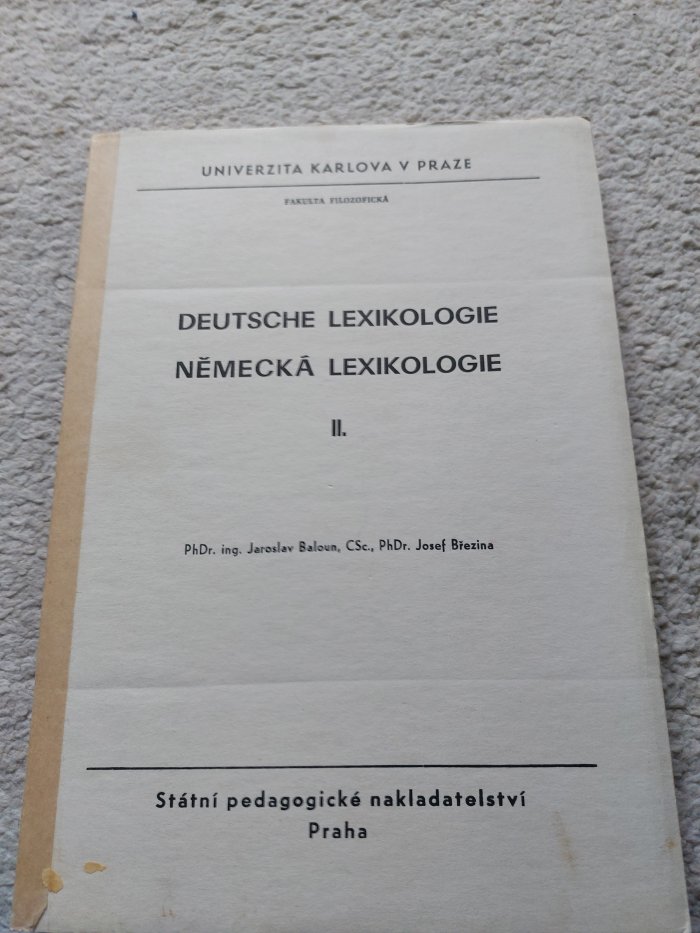 UNIVERZITA KARLOVA V PRAZE
FAKULTA FILOZOFICKÁ
DEUTSCHE LEXIKOLOGIE
NĚMECKÁ LEXIKOLOGIE
II.
PhDr. ing. Jaroslav Baloun, CSc., PhDr. Josef Březina
Státní pedagogické nakladatelství
Praha